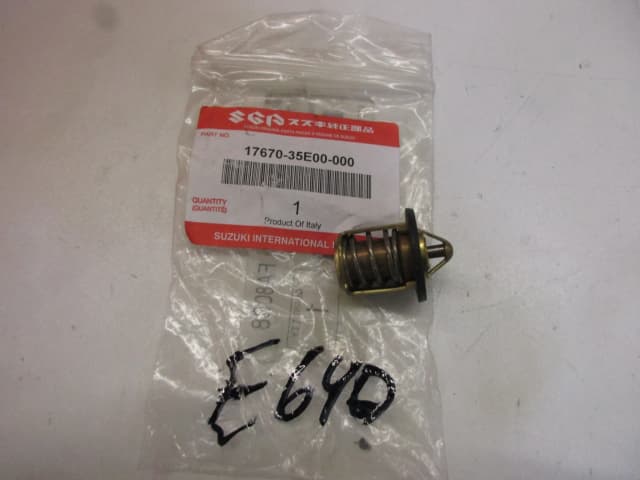 SGP スズキ純正部品
PART NO.
17670-35E00-000
QUANTITY
(QUANTITÉ)
1
Product Of Italy
SUZUKI INTERNATIONAL
E640